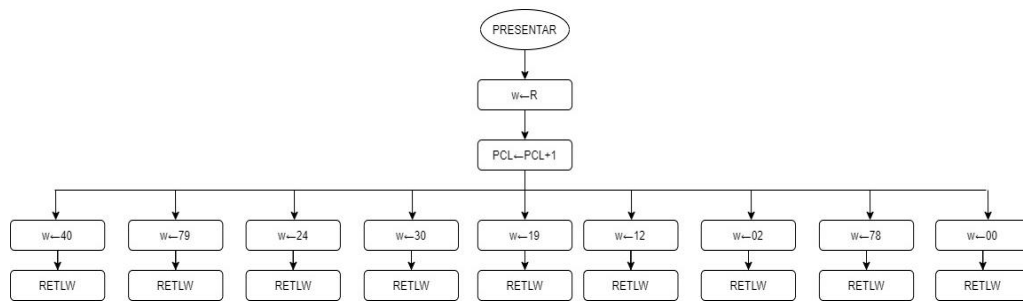 PRESENTAR
w←R
PCL←PCL+1
w←40
w←79
w←24
w←30
w←19
w←12
w←02
w←78
w←00
RETLW
RETLW
RETLW
RETLW
RETLW
RETLW
RETLW
RETLW
RETLW